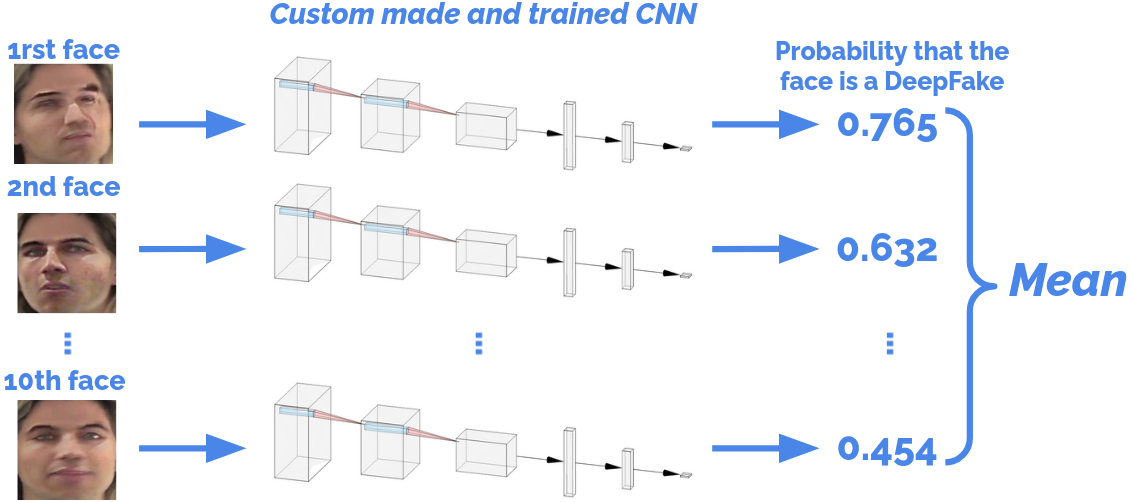 Custom made and trained CNN
1rst face
Probability that the
face is a DeepFake
0.765
2nd face
0.632
Mean
10th face
0.454